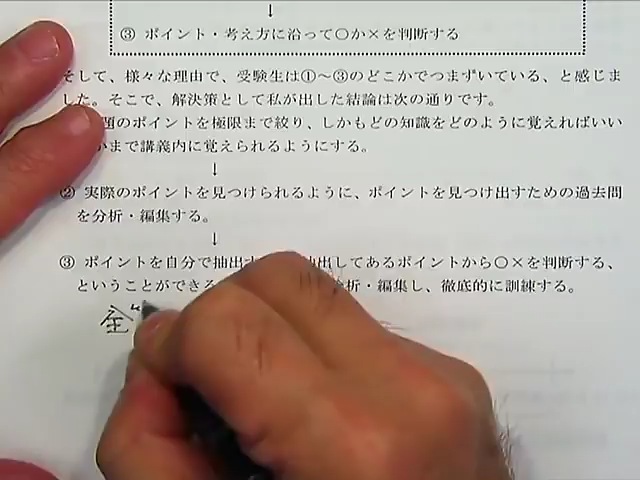 ↓
③ ポイント・考え方に沿って○か×を判断する
そして、様々な理由で、受験生は①～③のどこかでつまずいている、と感じま
した。そこで、解決策として私が出した結論は次の通りです。
題のポイントを極限まで絞り、しかもどの知識をどのように覚えればいい
かまで講義内に覚えられるようにする。
↓
② 実際のポイントを見つけられるように、ポイントを見つけ出すための過去問
を分析・編集する。
↓
③ ポイントを自分で抽出 抽出してあるポイントから○×を判断する、
ということができる 分析・編集し、徹底的に訓練する。
全